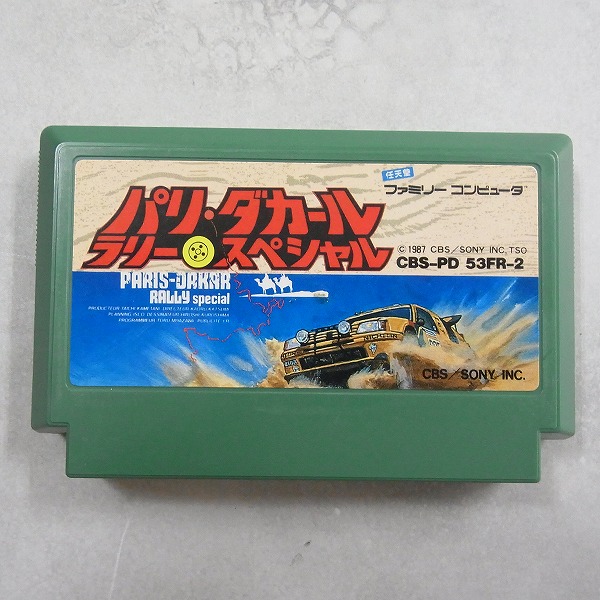 パリ・ダカール
ラリー・スペシャル
PARIS-DAKAR
RALLY special
任天堂
ファミリー コンピュータ™
© 1987 CBS/SONY INC, TSO
CBS-PD 53FR-2
CBS/SONY INC.